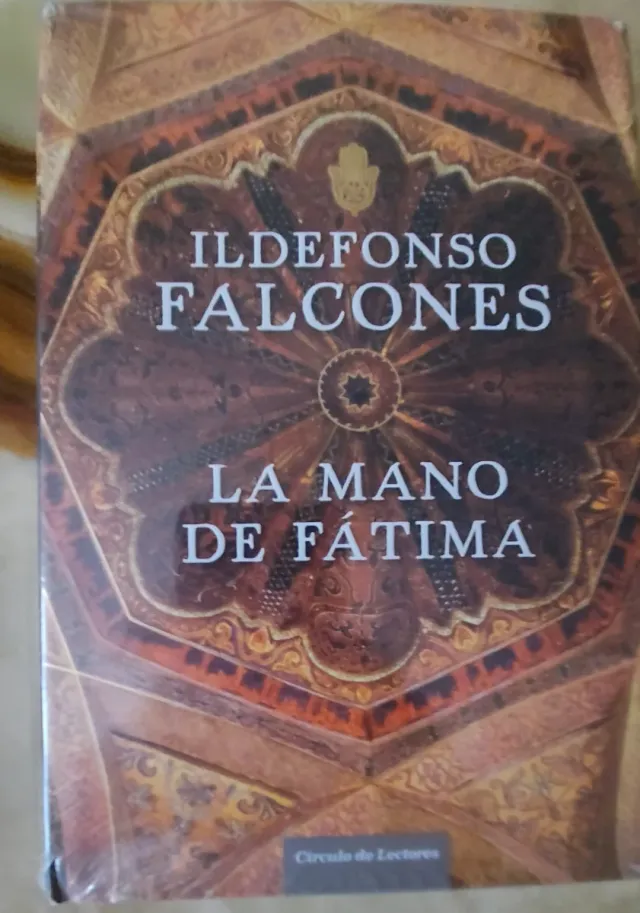 ILDEFONSO
FALCONES
LA MANO
DE FÁTIMA
Círculo de Lectores